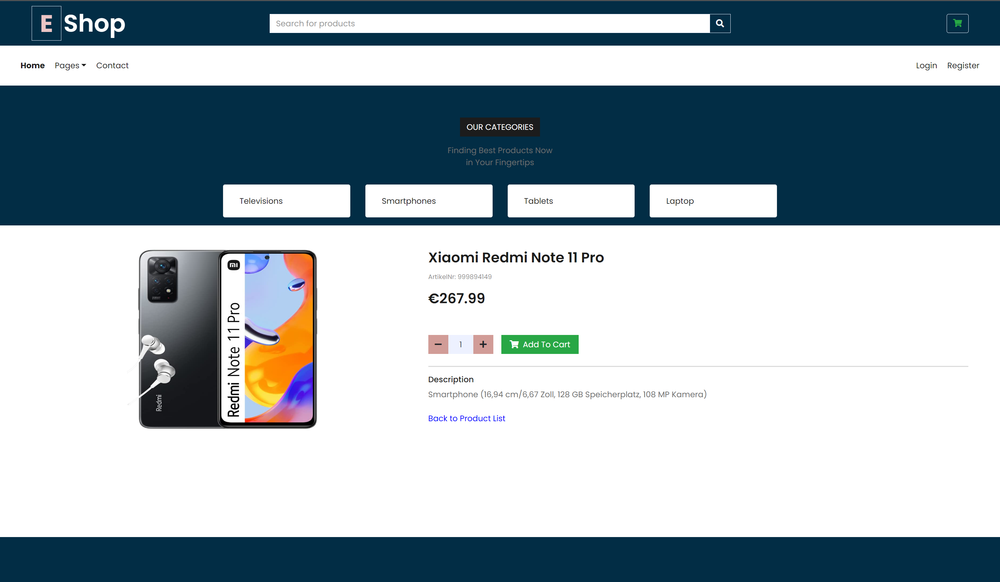 E Shop
Search for products
Home Pages Contact
Login Register
OUR CATEGORIES
Finding Best Products Now
in Your Fingertips
Televisions
Smartphones
Tablets
Laptop
Redmi
108MP
Redmi Note 11 Pro
mi
Xiaomi Redmi Note 11 Pro
ArtikelNr: 999894149
€267.99
1
Add To Cart
Description
Smartphone (16,94 cm/6,67 Zoll, 128 GB Speicherplatz, 108 MP Kamera)
Back to Product List